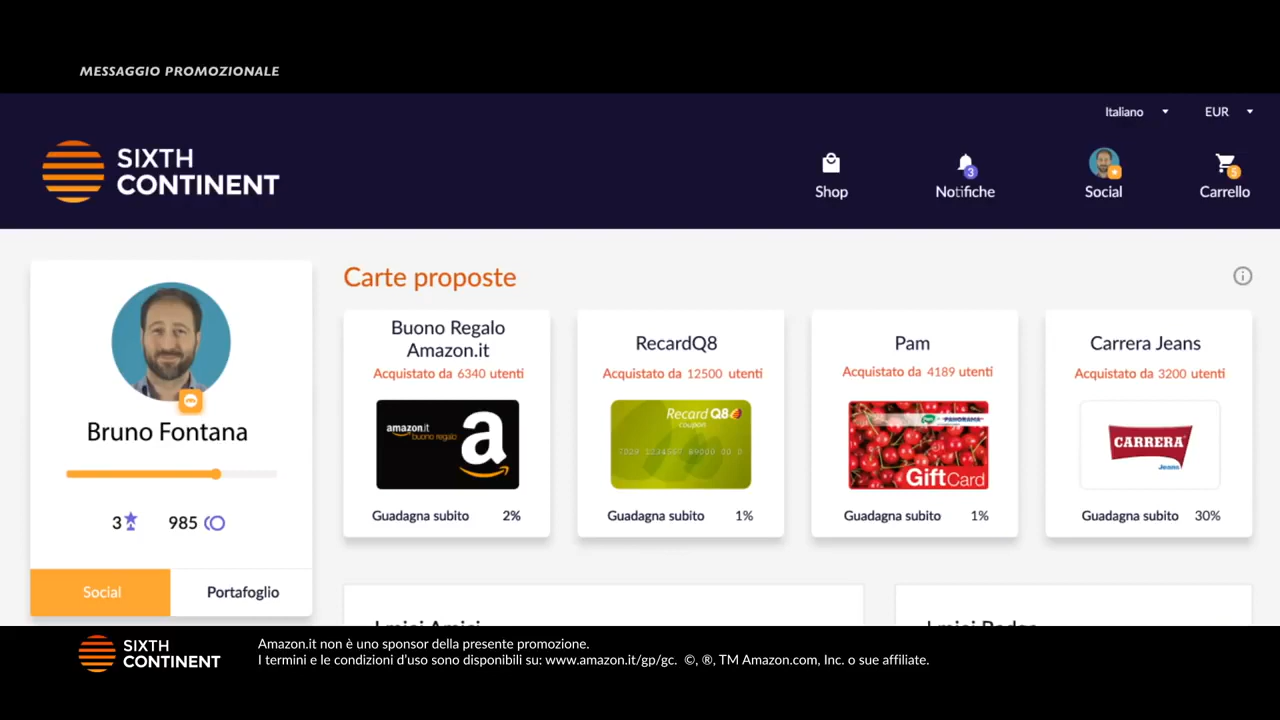 MESSAGGIO PROMOZIONALE
Italiano
EUR
SIXTH
CONTINENT
3
5
Shop
Notifiche
Social
Carrello
Carte proposte
Bruno Fontana
3
985
Social
Portafoglio
Buono Regalo
Amazon.it
Acquistato da 6340 utenti
amazon.it
buono regalo
a
Guadagna subito 2%
RecardQ8
Acquistato da 12500 utenti
Recard Q8
coupon
Guadagna subito 1%
Pam
Acquistato da 4189 utenti
PANORAMA
GiftCard
Guadagna subito 1%
Carrera Jeans
Acquistato da 3200 utenti
CARRERA
Jeans
Guadagna subito 30%
SIXTH
CONTINENT
Amazon.it non è uno sponsor della presente promozione.
I termini e le condizioni d'uso sono disponibili su: www.amazon.it/gp/gc. ©, ®, TM Amazon.com, Inc. o sue affiliate.